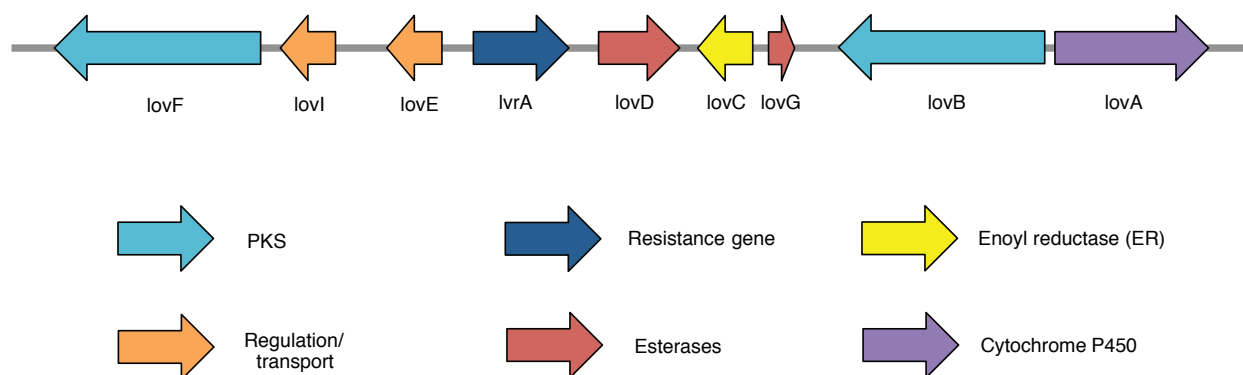 lovF lovI lovE lvrA lovD lovC lovG lovB lovA
PKS Resistance gene Enoyl reductase (ER)
Regulation/
transport
Esterases Cytochrome P450